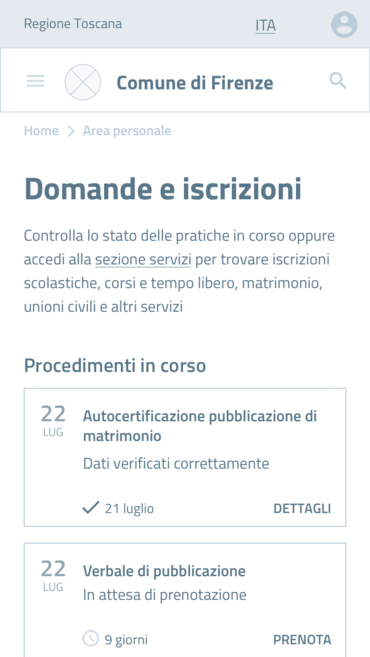 Regione Toscana
ITA
Comune di Firenze
Home
Area personale
Domande e iscrizioni
Controlla lo stato delle pratiche in corso oppure
accedi alla sezione servizi per trovare iscrizioni
scolastiche, corsi e tempo libero, matrimonio,
unioni civili e altri servizi
Procedimenti in corso
22
LUG
Autocertificazione pubblicazione di
matrimonio
Dati verificati correttamente
21 luglio
DETTAGLI
22
LUG
Verbale di pubblicazione
In attesa di prenotazione
9 giorni
PRENOTA